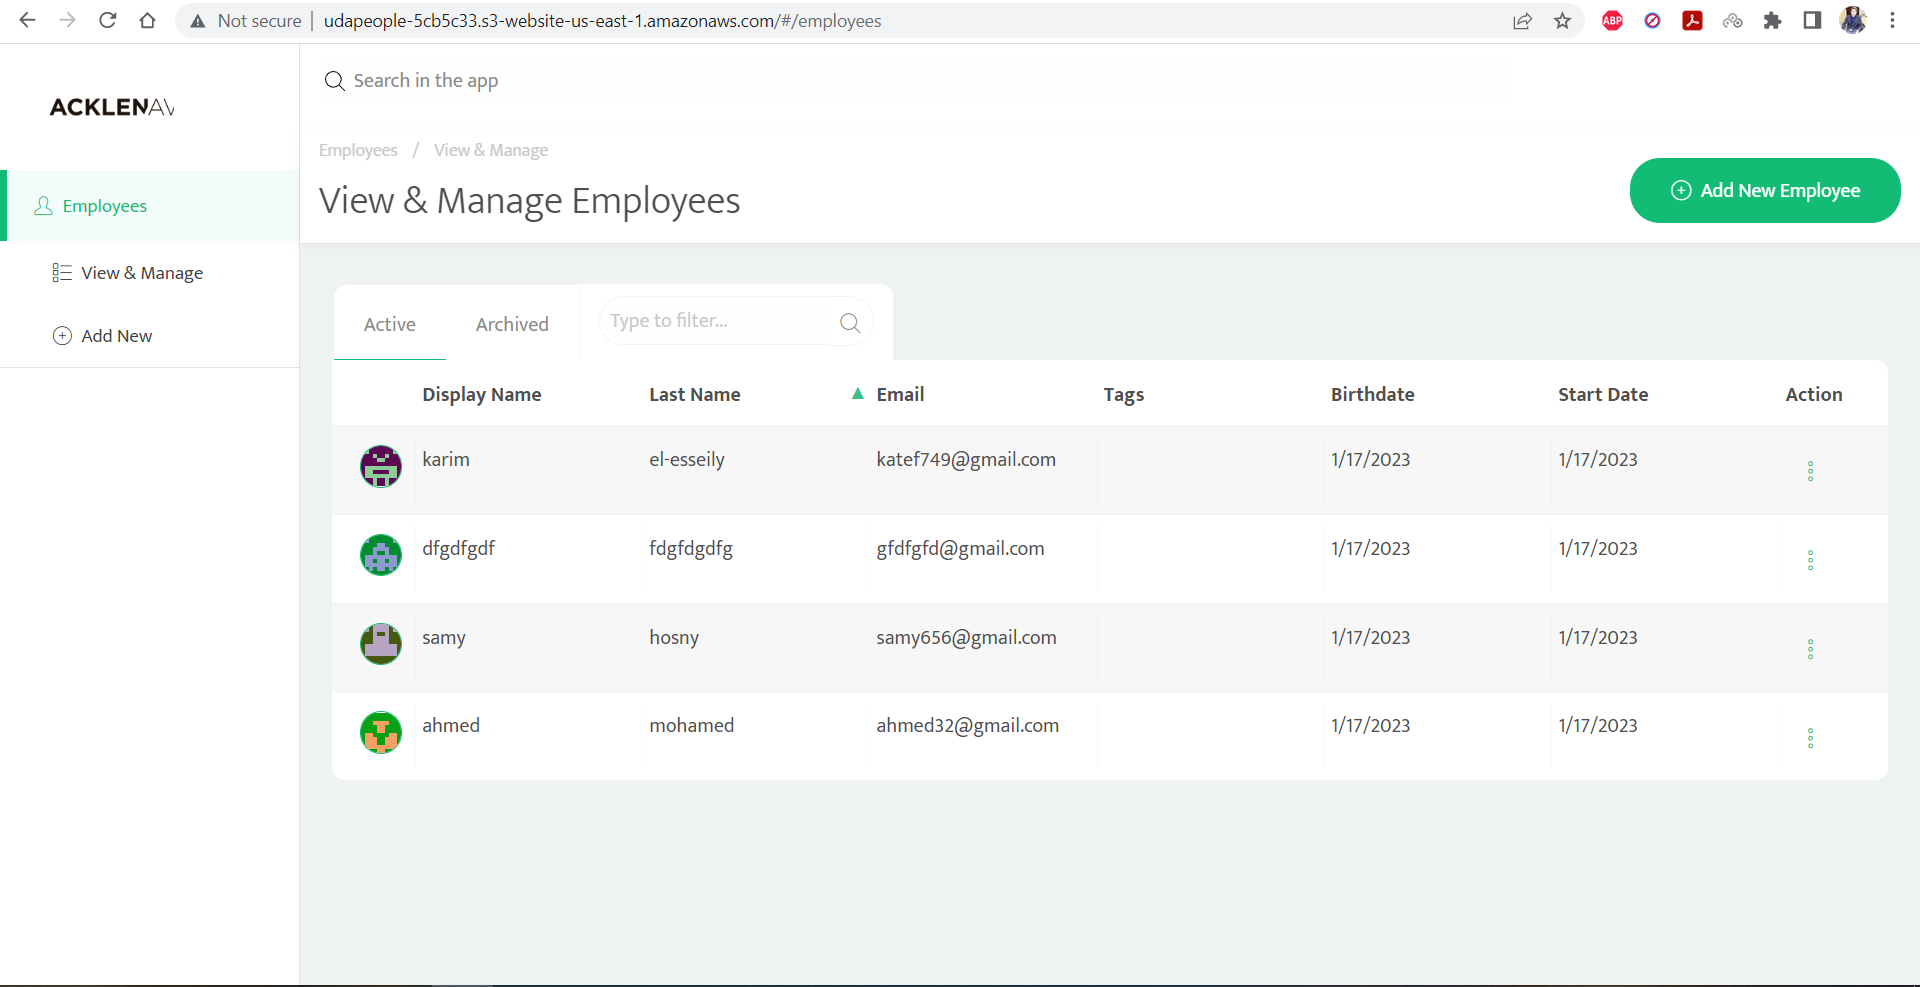 Not secure | udapeople-5cb5c33.s3-website-us-east-1.amazonaws.com/#/employees
ABP
ACKLENAV
Search in the app
Employees / View & Manage
View & Manage Employees
Add New Employee
Employees
View & Manage
Add New
Active Archived Type to filter...
Display Name Last Name Email Tags Birthdate Start Date Action
karim el-esseily katef749@gmail.com 1/17/2023 1/17/2023
dfgdfgdf fdgfdgdfg gfdfgfd@gmail.com 1/17/2023 1/17/2023
samy hosny samy656@gmail.com 1/17/2023 1/17/2023
ahmed mohamed ahmed32@gmail.com 1/17/2023 1/17/2023